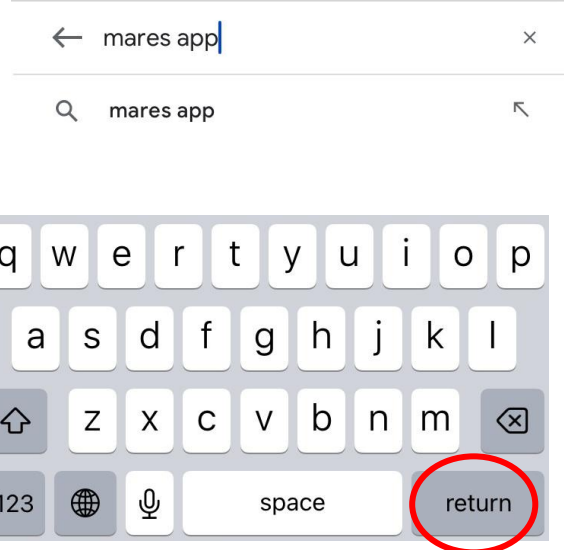 mares app
mares app
q w e r t y u i o p
a s d f g h j k l
z x c v b n m
123 space return